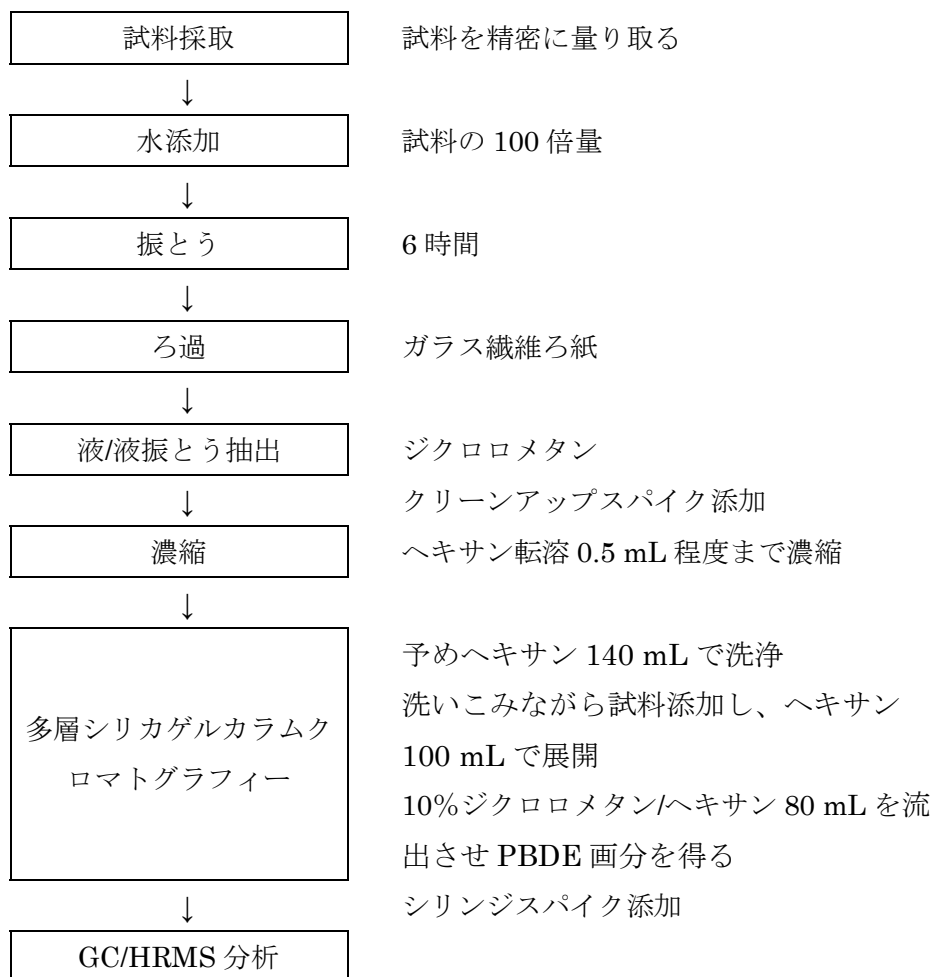 試料採取 試料を精密に量り取る
↓
水添加 試料の 100 倍量
↓
振とう 6 時間
↓
ろ過 ガラス繊維ろ紙
↓
液/液振とう抽出 ジクロロメタン
↓ クリーンアップスパイク添加
濃縮 ヘキサン転溶 0.5 mL 程度まで濃縮
↓
多層シリカゲルカラムク
ロマトグラフィー
予めヘキサン 140 mL で洗浄
洗いこみながら試料添加し、ヘキサン
100 mL で展開
10%ジクロロメタン/ヘキサン 80 mL を流
出させ PBDE 画分を得る
↓ シリンジスパイク添加
GC/HRMS 分析